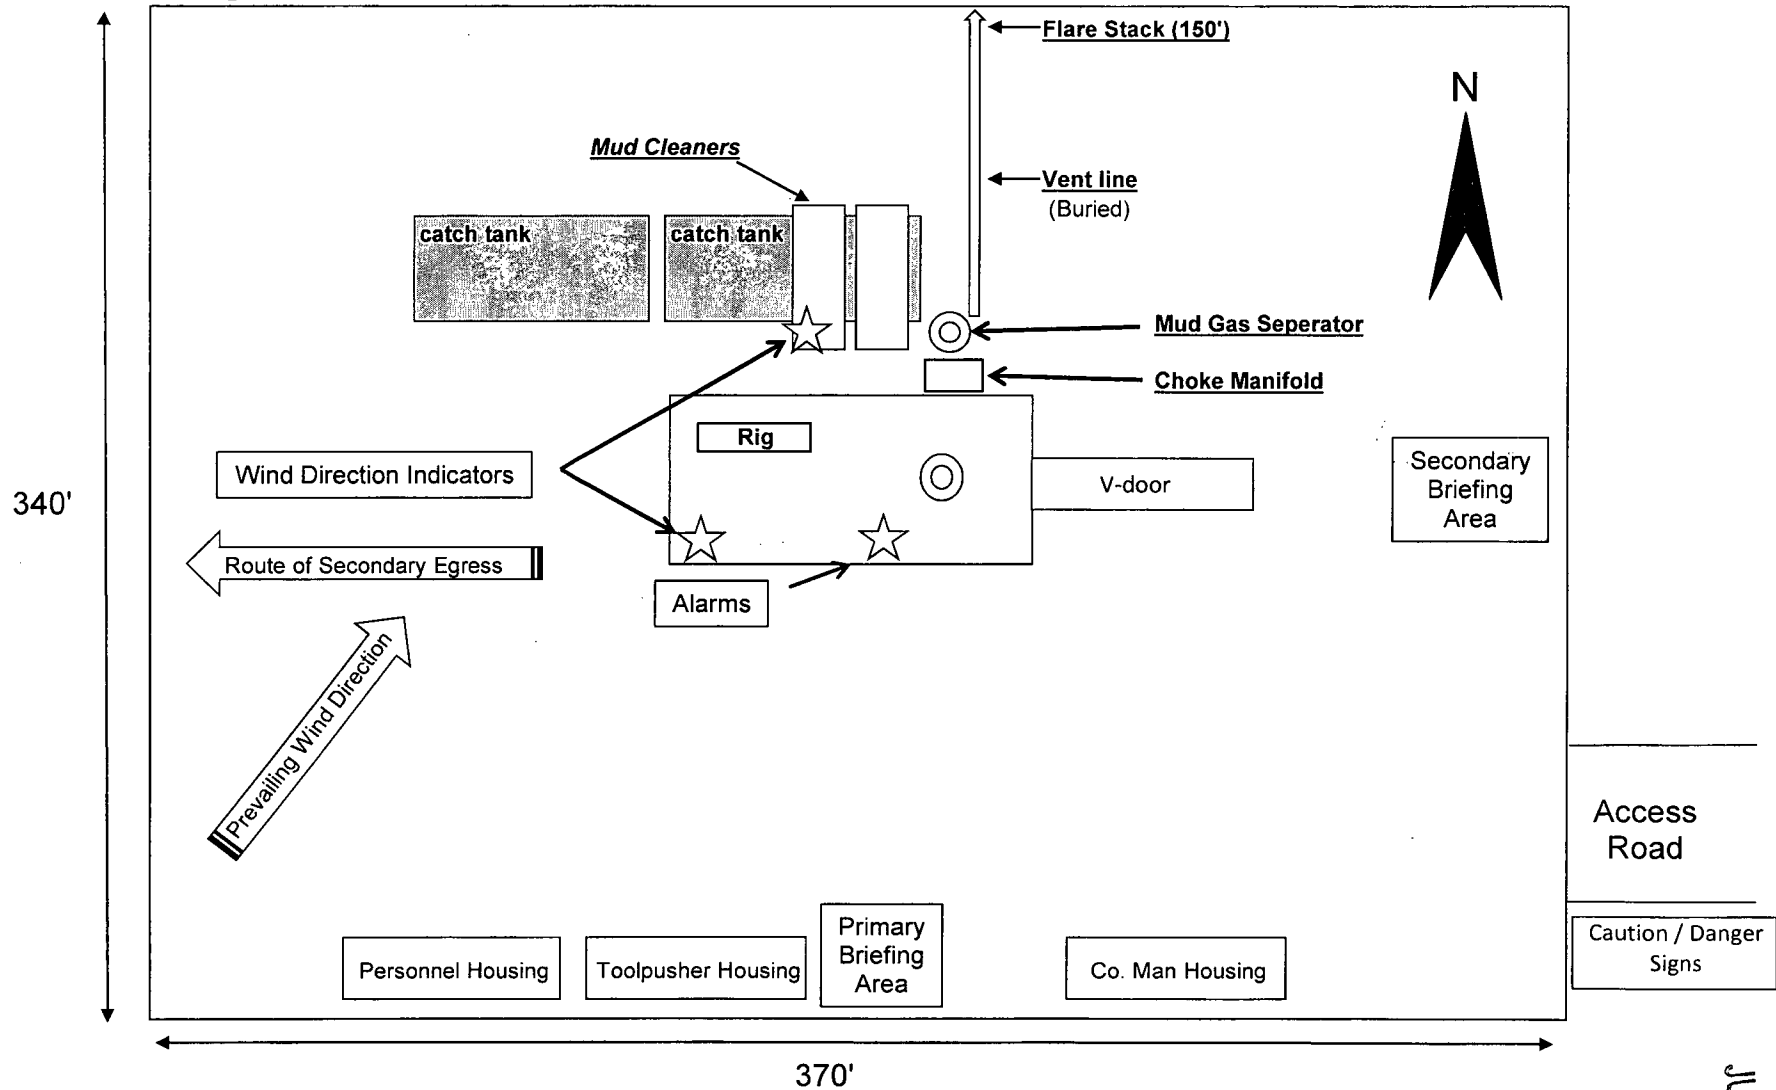 Flare Stack (150')
N
Mud Cleaners
Vent line
(Buried)
catch tank
catch tank
Mud Gas Seperator
Choke Manifold
Rig
Wind Direction Indicators
V-door
Secondary
Briefing
Area
340'
Route of Secondary Egress
Alarms
Prevailing Wind Direction
Access
Road
Primary
Briefing
Area
Caution / Danger
Signs
Personnel Housing
Toolpusher Housing
Co. Man Housing
370'